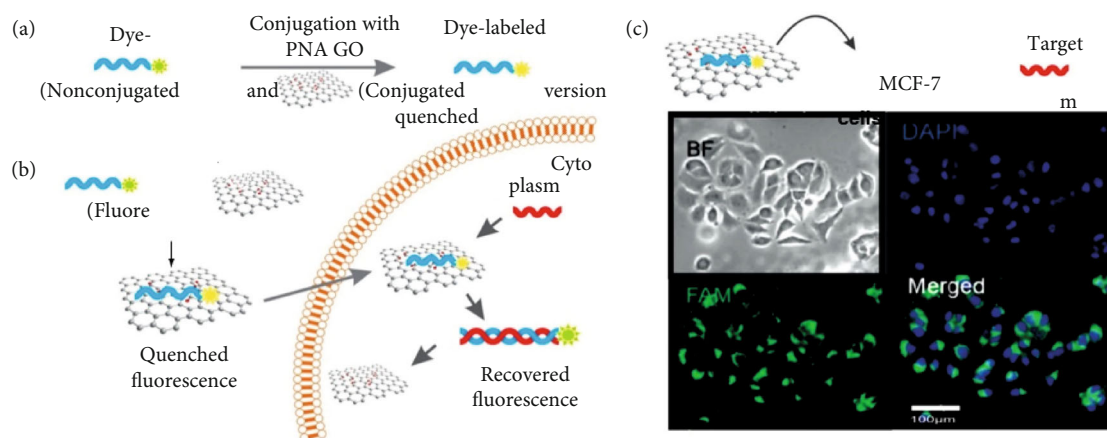 (a)
Dye-
(Nonconjugated
Conjugation with
PNA GO
and
Dye-labeled
(Conjugated version
quenched
(b)
(Fluore
Quenched
fluorescence
Cyto
plasm
Recovered
fluorescence
(c)
MCF-7
Target
m
cells
BF
DAPI
FAM
Merged
100µm